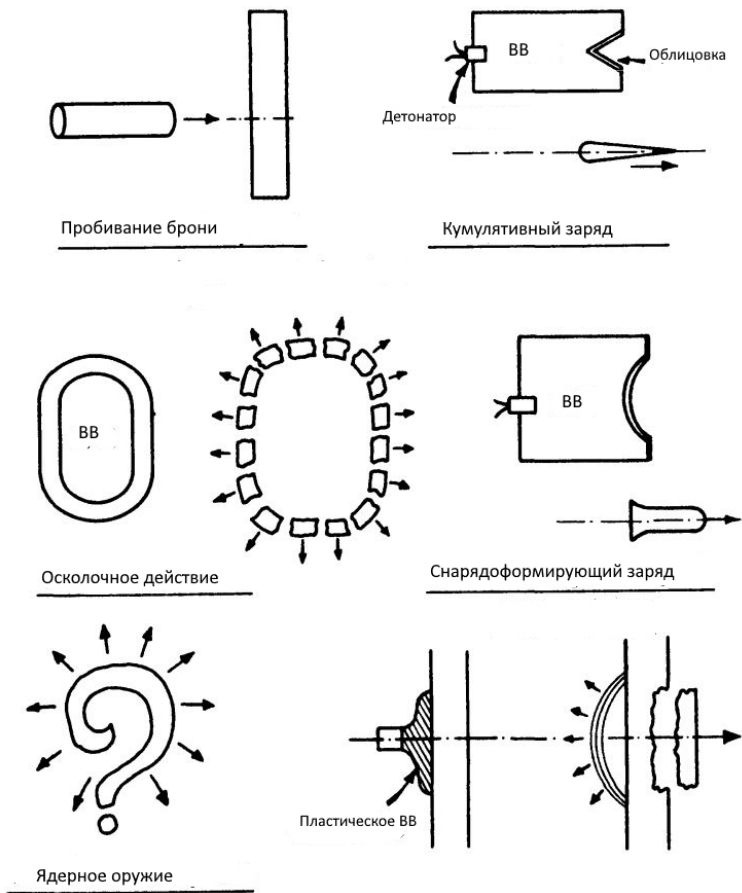 ВВ
Облицовка
Детонатор
Пробивание брони
Кумулятивный заряд
ВВ
ВВ
Осколочное действие
Снарядоформирующий заряд
Пластическое ВВ
Ядерное оружие